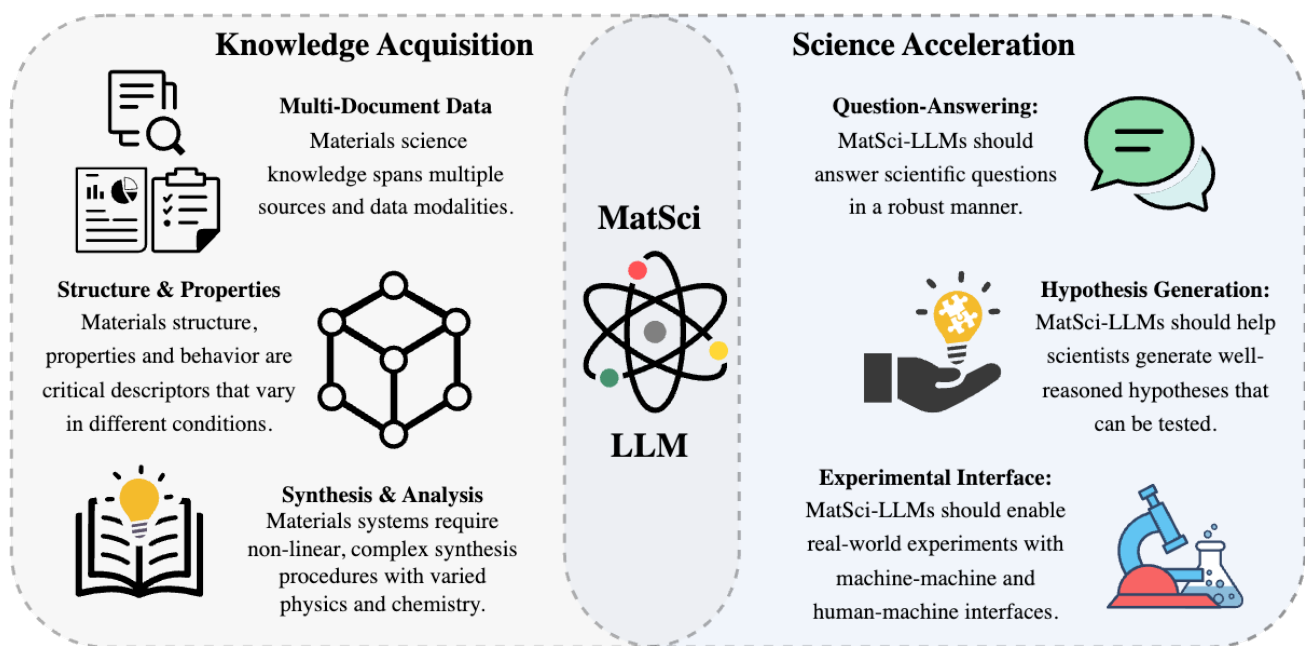 Knowledge Acquisition
Multi-Document Data
Materials science
knowledge spans multiple
sources and data modalities.
Structure & Properties
Materials structure,
properties and behavior are
critical descriptors that vary
in different conditions.
Synthesis & Analysis
Materials systems require
non-linear, complex synthesis
procedures with varied
physics and chemistry.
MatSci
LLM
Science Acceleration
Question-Answering:
MatSci-LLMs should
answer scientific questions
in a robust manner.
Hypothesis Generation:
MatSci-LLMs should help
scientists generate well-
reasoned hypotheses that
can be tested.
Experimental Interface:
MatSci-LLMs should enable
real-world experiments with
machine-machine and
human-machine interfaces.